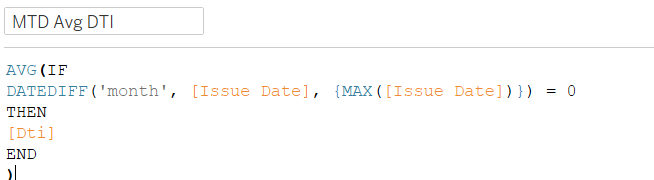 MTD Avg DTI
AVG(IF
DATEDIFF('month', [Issue Date], {MAX([Issue Date])}) = 0
THEN
[Dti]
END
)